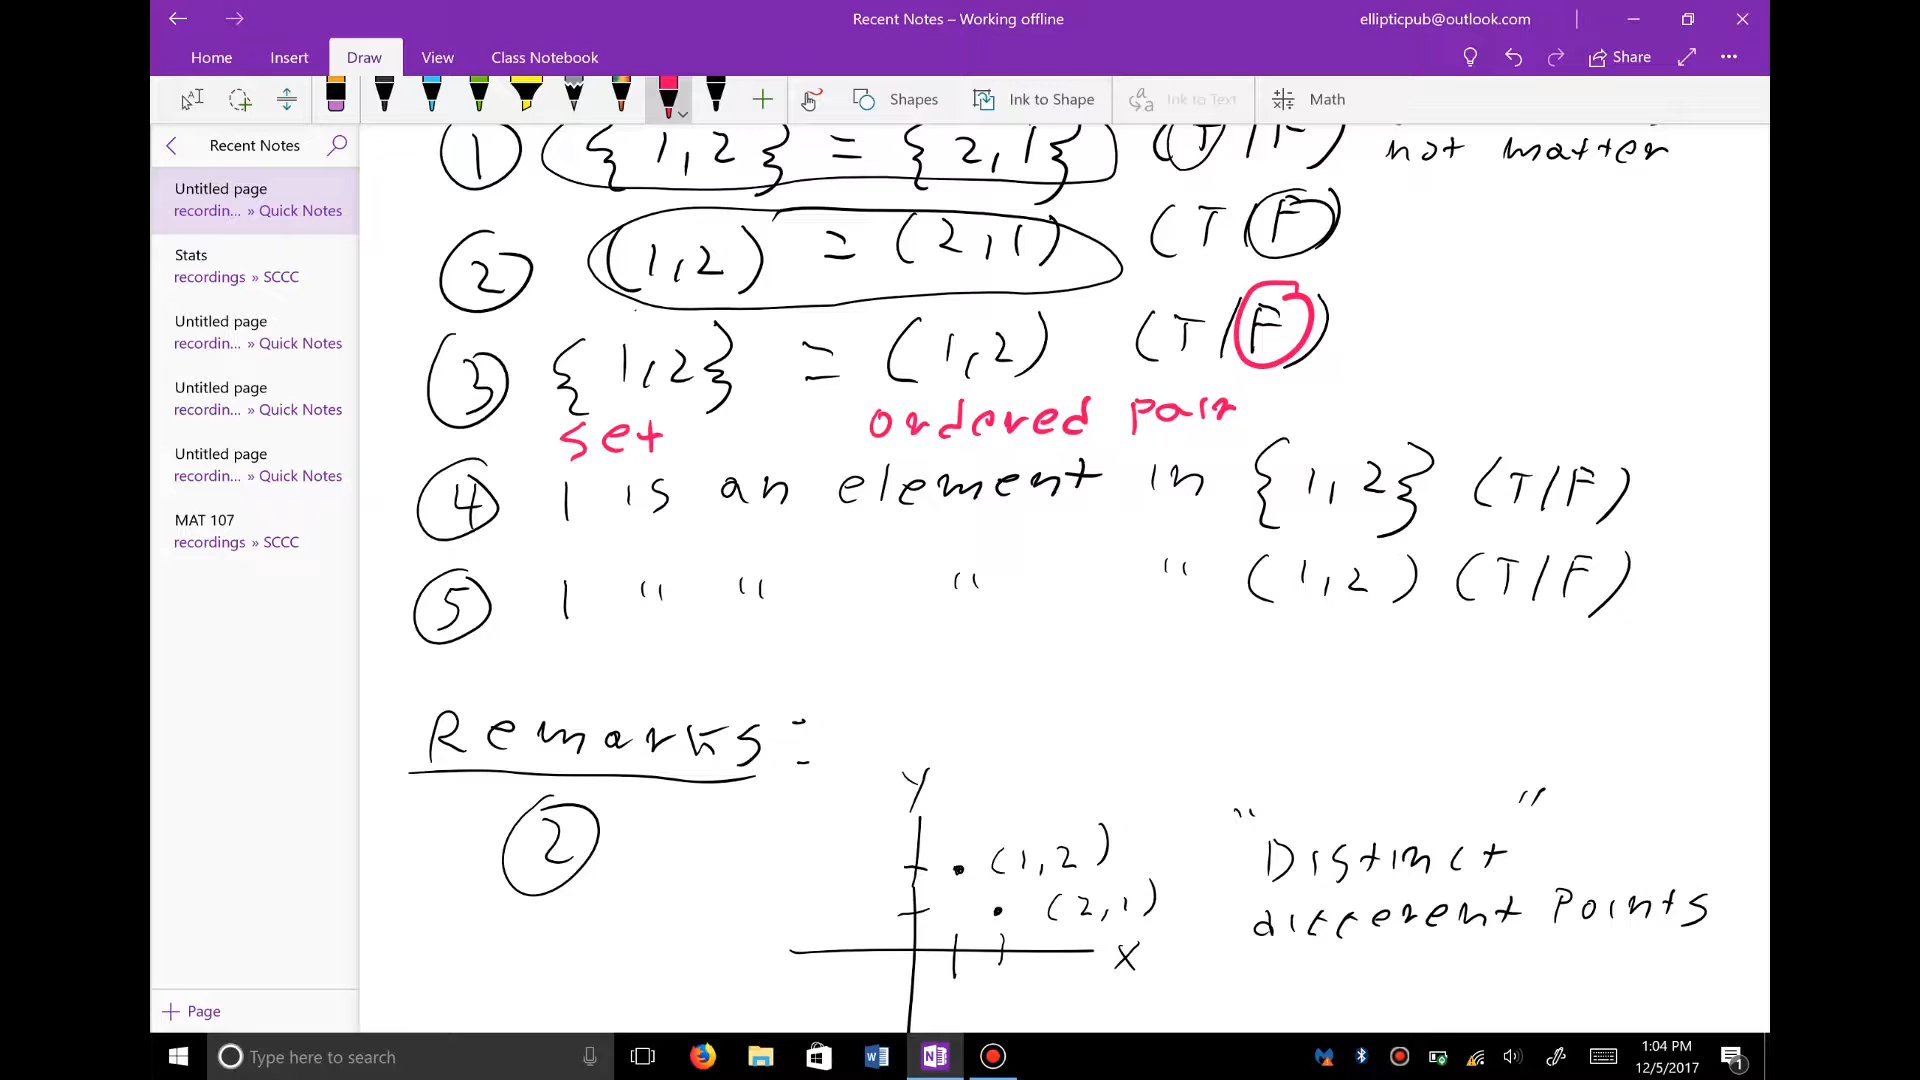 Recent Notes – Working offline
ellipticpub@outlook.com
Home Insert Draw View Class Notebook
Share
Shapes Ink to Shape Ink to Text Math
Recent Notes
Untitled page
recordin... » Quick Notes
Stats
recordings » SCCC
Untitled page
recordin... » Quick Notes
Untitled page
recordin... » Quick Notes
Untitled page
recordin... » Quick Notes
MAT 107
recordings » SCCC
Page
① {1,2} = {2,1} (T/F) not matter
② (1,2) = (2,1) (T/F)
③ {1,2} = (1,2) (T/F)
set ordered pair
④ 1 is an element in {1,2} (T/F)
⑤ 1 " " " " (1,2) (T/F)
Remarks:
②
Y
(1,2)
(2,1)
X
"Distinct"
different Points
Type here to search
1:04 PM
12/5/2017
1